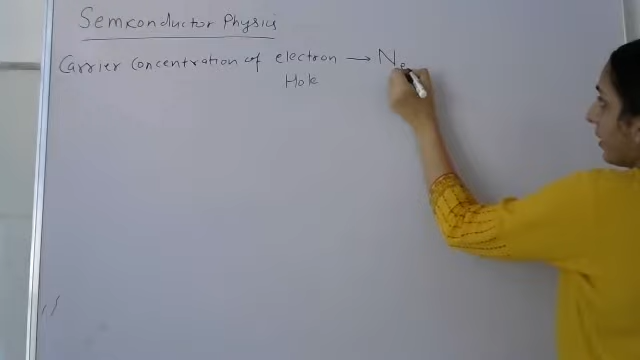 Semiconductor Physics
Carrier Concentration of electron → Ne
Hole